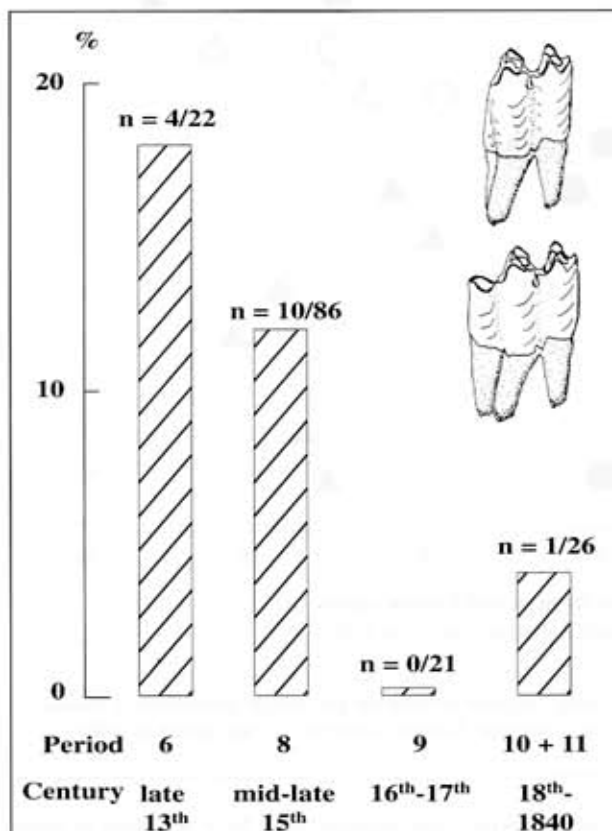 %
20
n = 4/22
n = 10/86
10
n = 1/26
n = 0/21
0
Period 6 8 9 10 + 11
Century late mid-late 16th-17th 18th-
13th 15th 1840